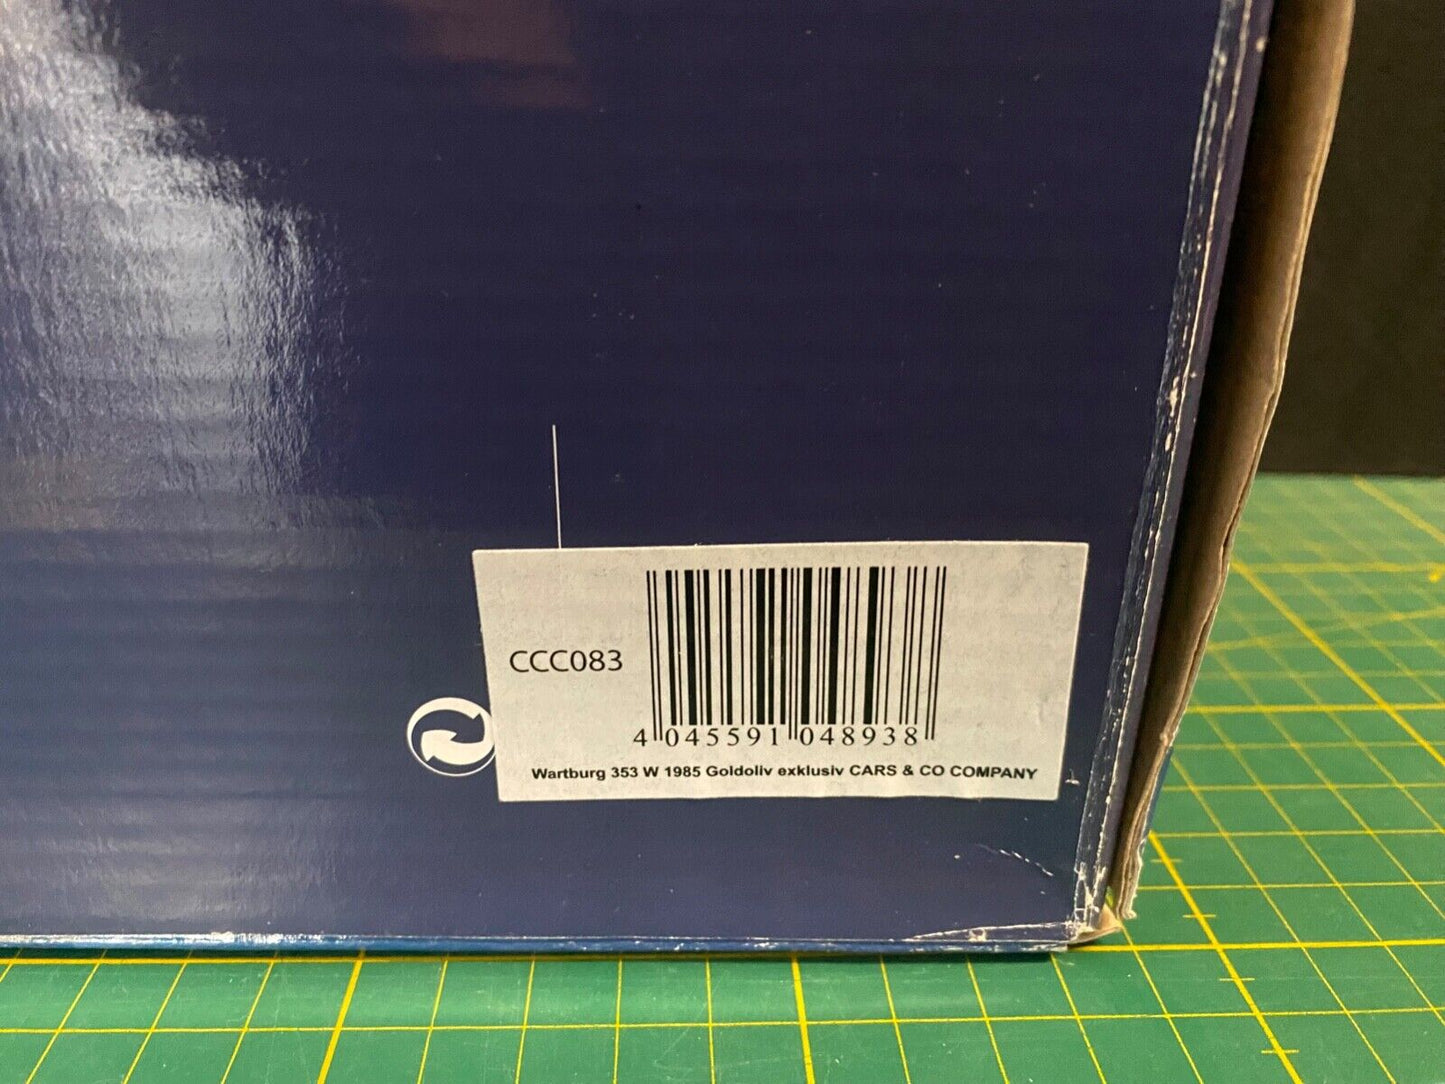 CCC083
4 045591 048938
Wartburg 353 W 1985 Goldoliv exklusiv CARS & CO COMPANY